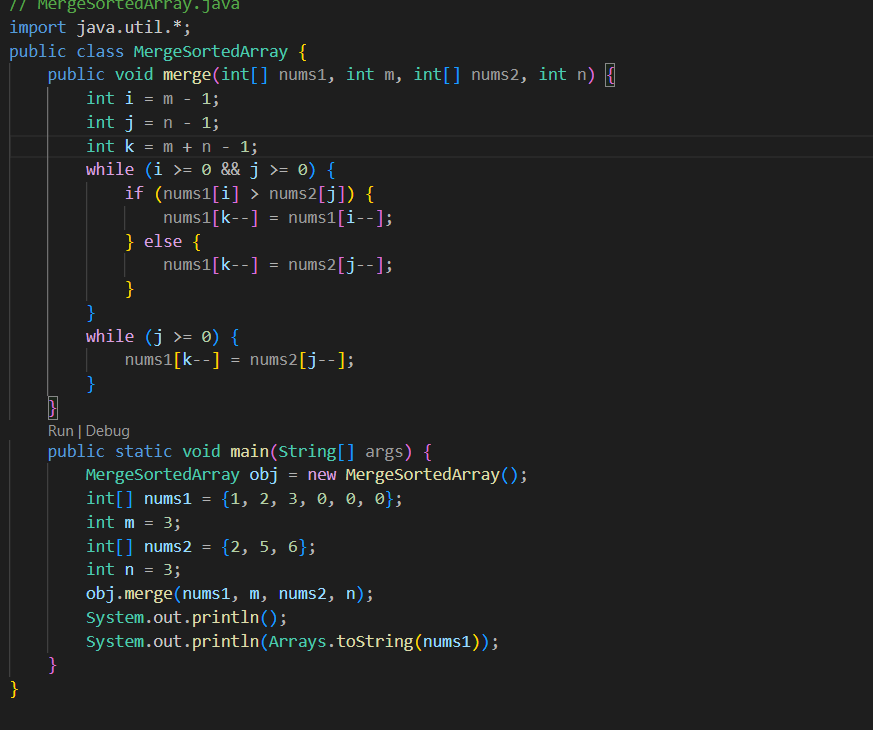 // MergeSortedArray.java
import java.util.*;
public class MergeSortedArray {
    public void merge(int[] nums1, int m, int[] nums2, int n) {
        int i = m - 1;
        int j = n - 1;
        int k = m + n - 1;
        while (i >= 0 && j >= 0) {
            if (nums1[i] > nums2[j]) {
                nums1[k--] = nums1[i--];
            } else {
                nums1[k--] = nums2[j--];
            }
        }
        while (j >= 0) {
            nums1[k--] = nums2[j--];
        }
    }
    Run | Debug
    public static void main(String[] args) {
        MergeSortedArray obj = new MergeSortedArray();
        int[] nums1 = {1, 2, 3, 0, 0, 0};
        int m = 3;
        int[] nums2 = {2, 5, 6};
        int n = 3;
        obj.merge(nums1, m, nums2, n);
        System.out.println();
        System.out.println(Arrays.toString(nums1));
    }
}